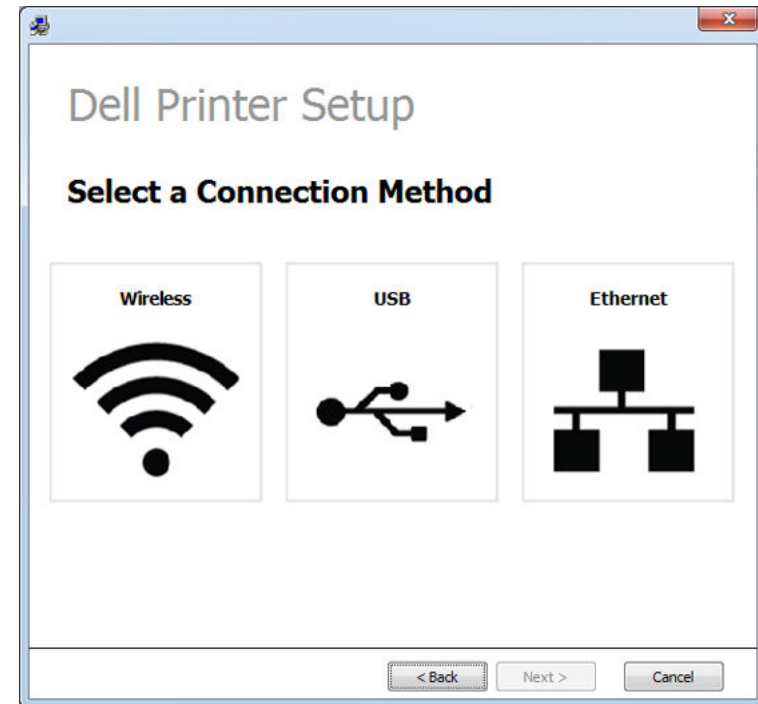 Dell Printer Setup
Select a Connection Method
Wireless USB Ethernet
< Back Next > Cancel